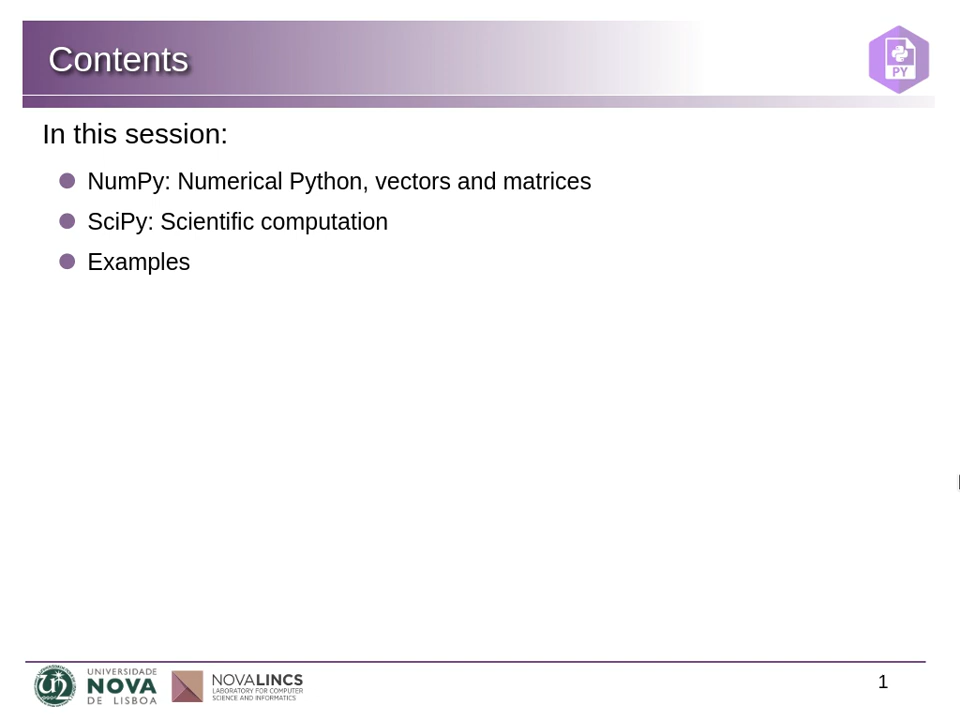 Contents
PY
In this session:
NumPy: Numerical Python, vectors and matrices
SciPy: Scientific computation
Examples
UNIVERSIDADE
NOVA
DE LISBOA
NOVALINCS
LABORATORY FOR COMPUTER
SCIENCE AND INFORMATICS
1